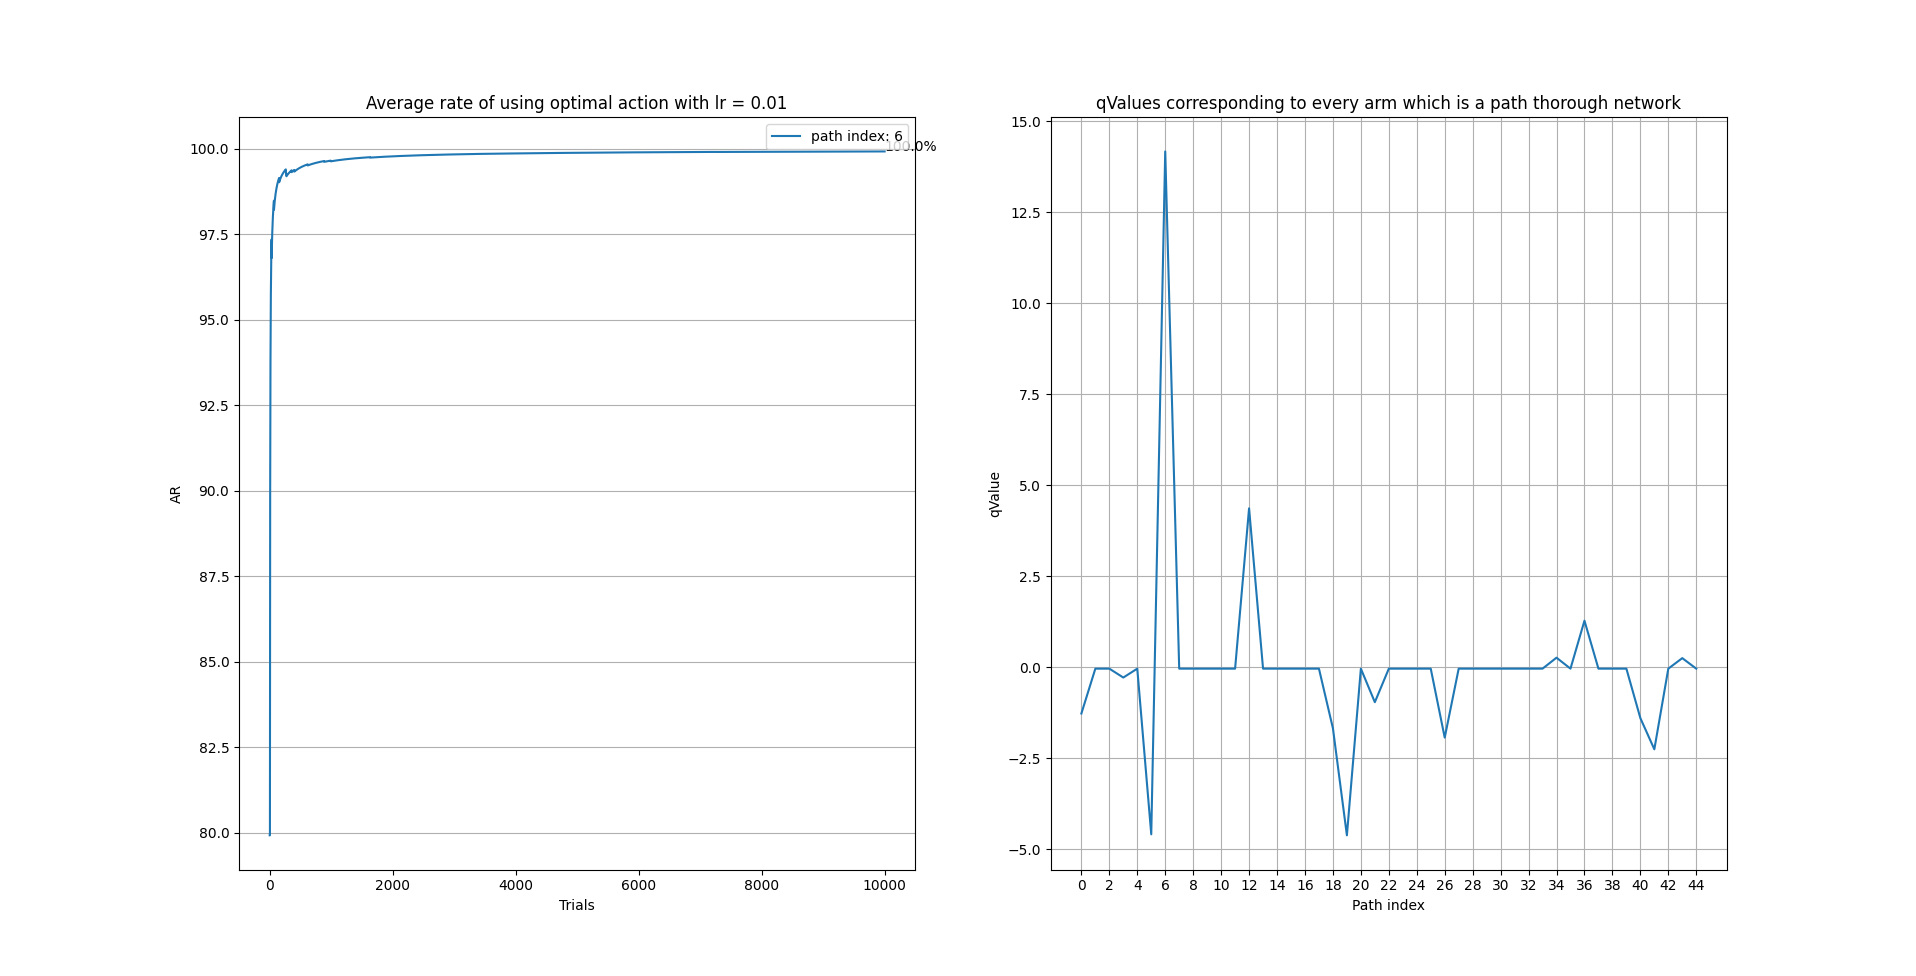 Average rate of using optimal action with lr = 0.01
path index: 6
100.0%
100.0
97.5
95.0
92.5
90.0
87.5
85.0
82.5
80.0
AR
0 2000 4000 6000 8000 10000
Trials
qValues corresponding to every arm which is a path thorough network
15.0
12.5
10.0
7.5
5.0
2.5
0.0
−2.5
−5.0
qValue
0 2 4 6 8 10 12 14 16 18 20 22 24 26 28 30 32 34 36 38 40 42 44
Path index